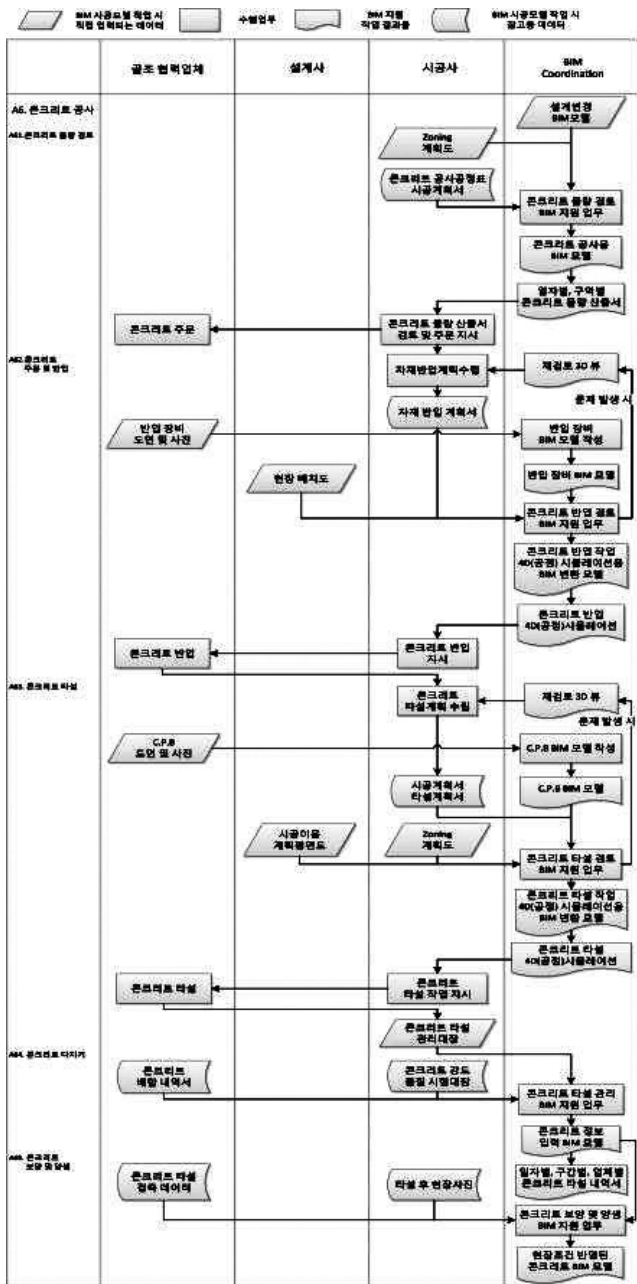 BIM 시공모델 작업 시
직접 입력되는 데이터
수행업무
BIM 지원
작업 결과물
BIM 시공모델 작업 시
참고용 데이터
골조 협력업체
설계사
시공사
BIM
Coordination
A6. 콘크리트 공사
설계변경
BIM모델
A61.콘크리트 물량 검토
Zoning
계획도
콘크리트 공사공정표
시공계획서
콘크리트 물량 검토
BIM 지원 업무
콘크리트 공사용
BIM 모델
일자별, 구역별
콘크리트 물량 산출서
콘크리트 주문
콘크리트 물량 산출서
검토 및 주문 지시
A62.콘크리트
주문 및 반입
자재반입계획수립
재검토 3D 뷰
문제 발생 시
자재 반입 계획서
반입 장비
도면 및 사진
반입 장비
BIM 모델 작성
현장 배치도
반입 장비 BIM 모델
콘크리트 반입 검토
BIM 지원 업무
콘크리트 반입 작업
4D(공정) 시뮬레이션용
BIM 변환 모델
콘크리트 반입
4D(공정)시뮬레이션
콘크리트 반입
콘크리트 반입
지시
A63. 콘크리트 타설
콘크리트
타설계획 수립
재검토 3D 뷰
문제 발생 시
C.P.B
도면 및 사진
C.P.B BIM 모델 작성
시공계획서
타설계획서
C.P.B BIM 모델
시공이음
계획평면도
Zoning
계획도
콘크리트 타설 검토
BIM 지원 업무
콘크리트 타설 작업
4D(공정) 시뮬레이션용
BIM 변환 모델
콘크리트 타설
4D(공정)시뮬레이션
콘크리트 타설
콘크리트
타설 작업 지시
콘크리트 타설
관리대장
A64. 콘크리트 다지기
콘크리트
배합 내역서
콘크리트 강도
품질 시험대장
콘크리트 타설 관리
BIM 지원 업무
콘크리트 정보
입력 BIM 모델
A65. 콘크리트
보양 및 양생
일자별, 구간별, 업체별
콘크리트 타설 내역서
콘크리트 타설
검측 데이터
타설 후 현장사진
콘크리트 보양 및 양생
BIM 지원 업무
현장조건 반영된
콘크리트 BIM 모델